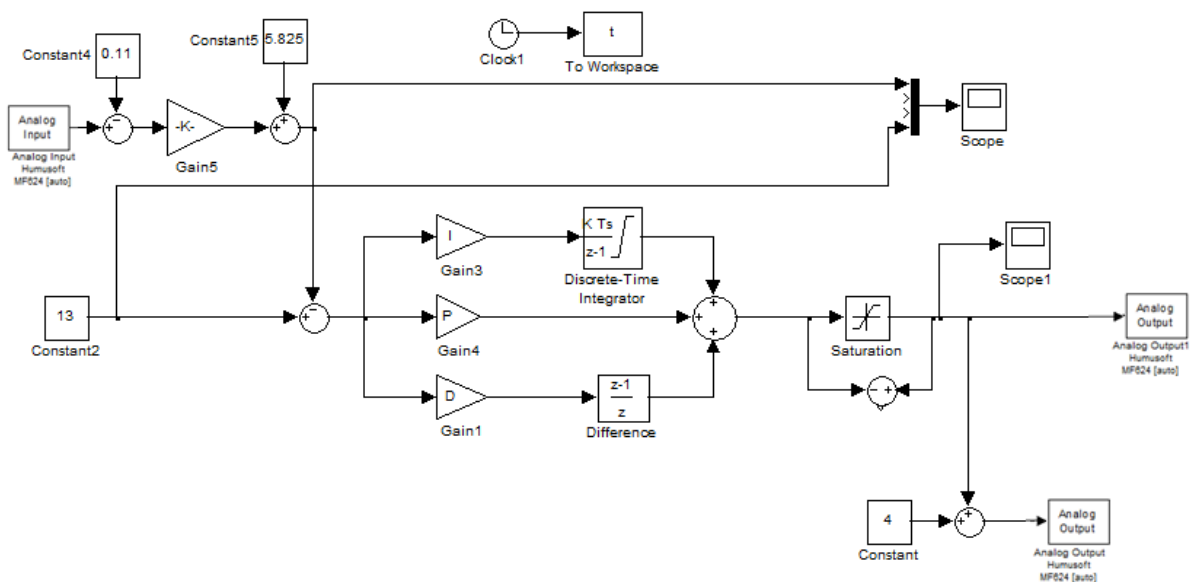 Constant4
0.11
Constant5
5.825
t
Clock1
To Workspace
Analog
Input
Analog Input
Humusoft
MF624 [auto]
+
−
-K-
Gain5
+
+
Scope
I
Gain3
K Ts
z-1
Discrete-Time
Integrator
Scope1
13
Constant2
+
−
P
Gain4
+
+
+
Saturation
Analog
Output
Analog Output1
Humusoft
MF624 [auto]
D
Gain1
z-1
z
Difference
-
+
4
Constant
+
+
Analog
Output
Analog Output
Humusoft
MF624 [auto]